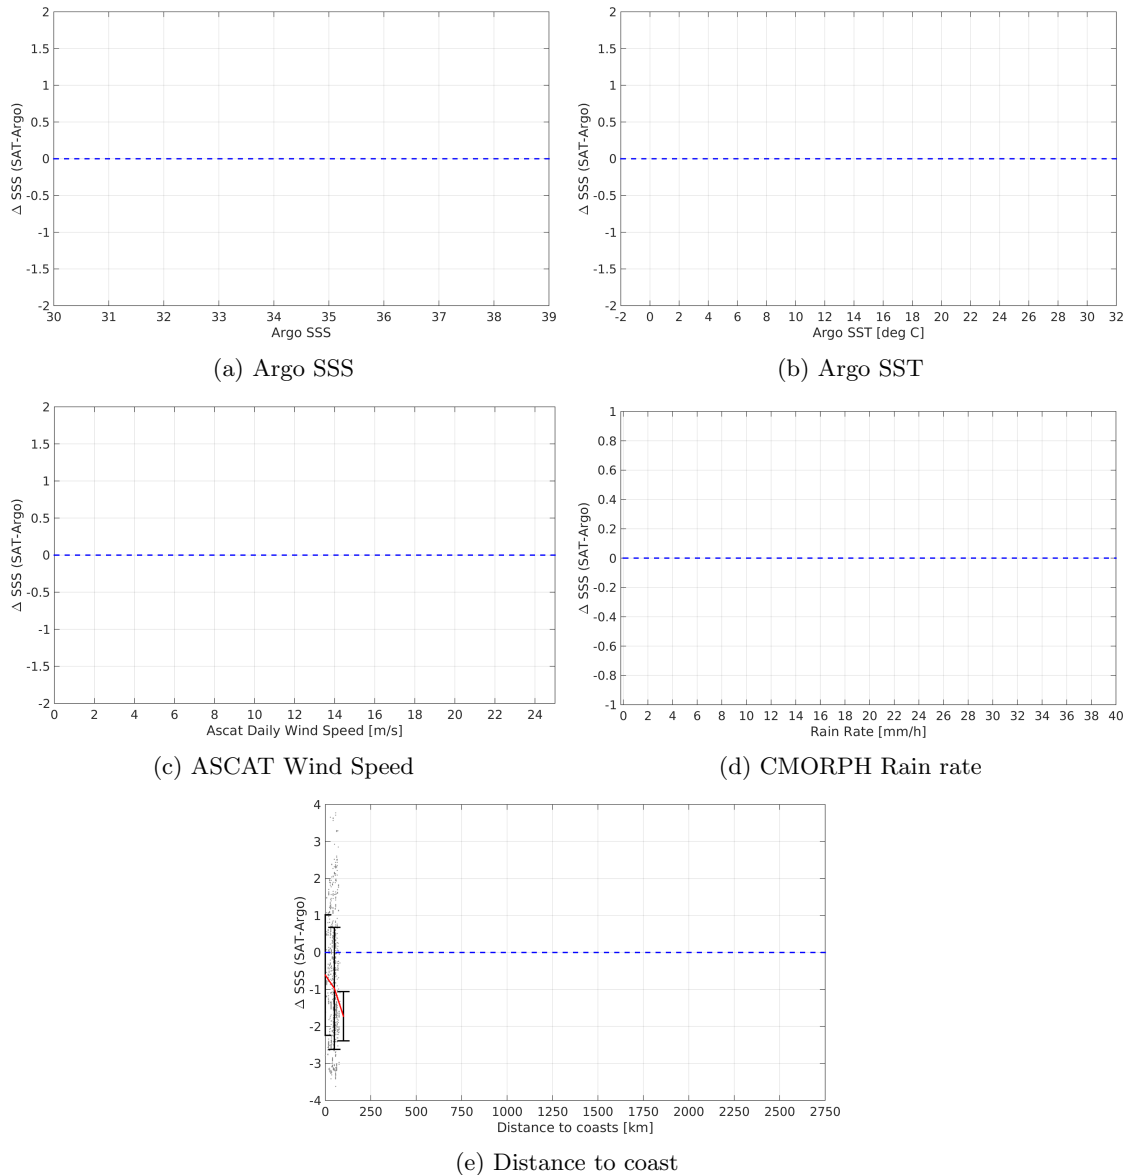 2
1.5
1
0.5
0
-0.5
-1
-1.5
-2
Δ SSS (SAT-Argo)
30 31 32 33 34 35 36 37 38 39
Argo SSS
(a) Argo SSS
2
1.5
1
0.5
0
-0.5
-1
-1.5
-2
Δ SSS (SAT-Argo)
-2 0 2 4 6 8 10 12 14 16 18 20 22 24 26 28 30 32
Argo SST [deg C]
(b) Argo SST
2
1.5
1
0.5
0
-0.5
-1
-1.5
-2
Δ SSS (SAT-Argo)
0 2 4 6 8 10 12 14 16 18 20 22 24
Ascat Daily Wind Speed [m/s]
(c) ASCAT Wind Speed
1
0.8
0.6
0.4
0.2
0
-0.2
-0.4
-0.6
-0.8
-1
Δ SSS (SAT-Argo)
0 2 4 6 8 10 12 14 16 18 20 22 24 26 28 30 32 34 36 38 40
Rain Rate [mm/h]
(d) CMORPH Rain rate
4
3
2
1
0
-1
-2
-3
-4
Δ SSS (SAT-Argo)
0 250 500 750 1000 1250 1500 1750 2000 2250 2500 2750
Distance to coasts [km]
(e) Distance to coast